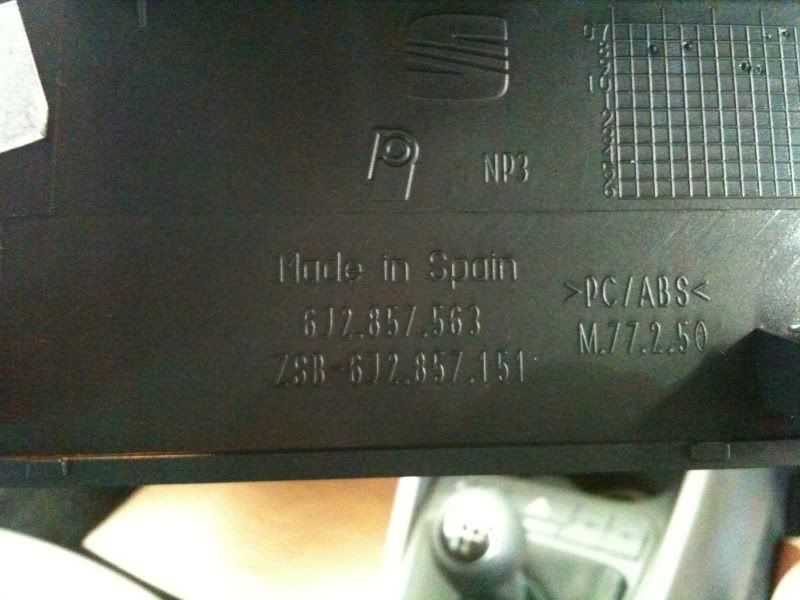 NP3
Made in Spain
6J2.857.563
ZSB-6J2.857.151
>PC/ABS<
M.77.2.50